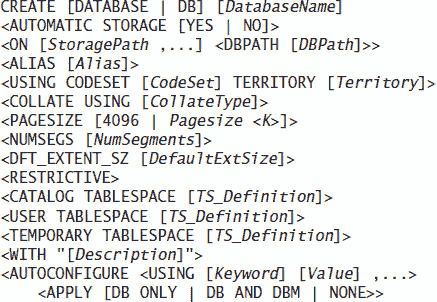 CREATE [DATABASE | DB] [DatabaseName]
<AUTOMATIC STORAGE [YES | NO]>
<ON [StoragePath ,...] <DBPATH [DBPath]>>
<ALIAS [Alias]>
<USING CODESET [CodeSet] TERRITORY [Territory]>
<COLLATE USING [CollateType]>
<PAGESIZE [4096 | Pagesize <K>]>
<NUMSEGS [NumSegments]>
<DFT_EXTENT_SZ [DefaultExtSize]>
<RESTRICTIVE>
<CATALOG TABLESPACE [TS_Definition]>
<USER TABLESPACE [TS_Definition]>
<TEMPORARY TABLESPACE [TS_Definition]>
<WITH "[Description]">
<AUTOCONFIGURE <USING [Keyword] [Value] ,...>
<APPLY [DB ONLY | DB AND DBM | NONE>>